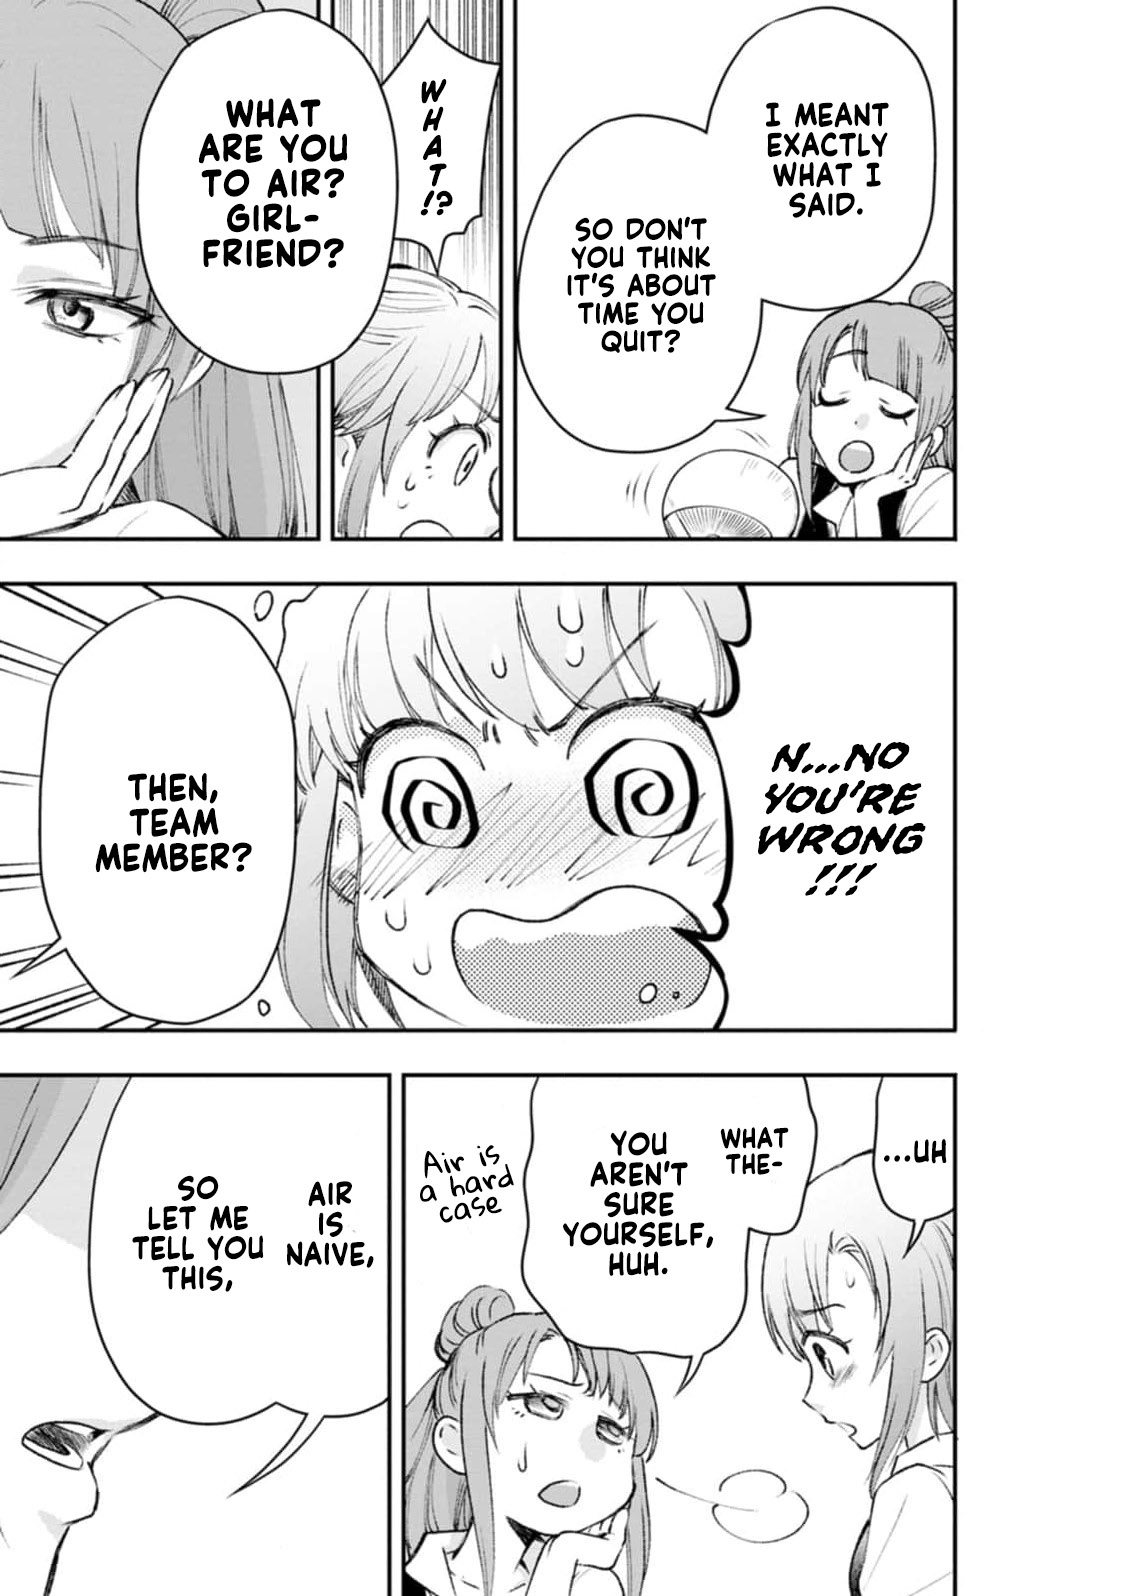 I MEANT
EXACTLY
WHAT I
SAID.
SO DON'T
YOU THINK
IT'S ABOUT
TIME YOU
QUIT?
WHAT!?
WHAT
ARE YOU
TO AIR?
GIRL-
FRIEND?
N...NO
YOU'RE
WRONG
!!!
THEN,
TEAM
MEMBER?
...UH
WHAT
THE-
YOU
AREN'T
SURE
YOURSELF,
HUH.
Air is
a hard
case
AIR
IS
NAIVE,
SO
LET ME
TELL YOU
THIS,